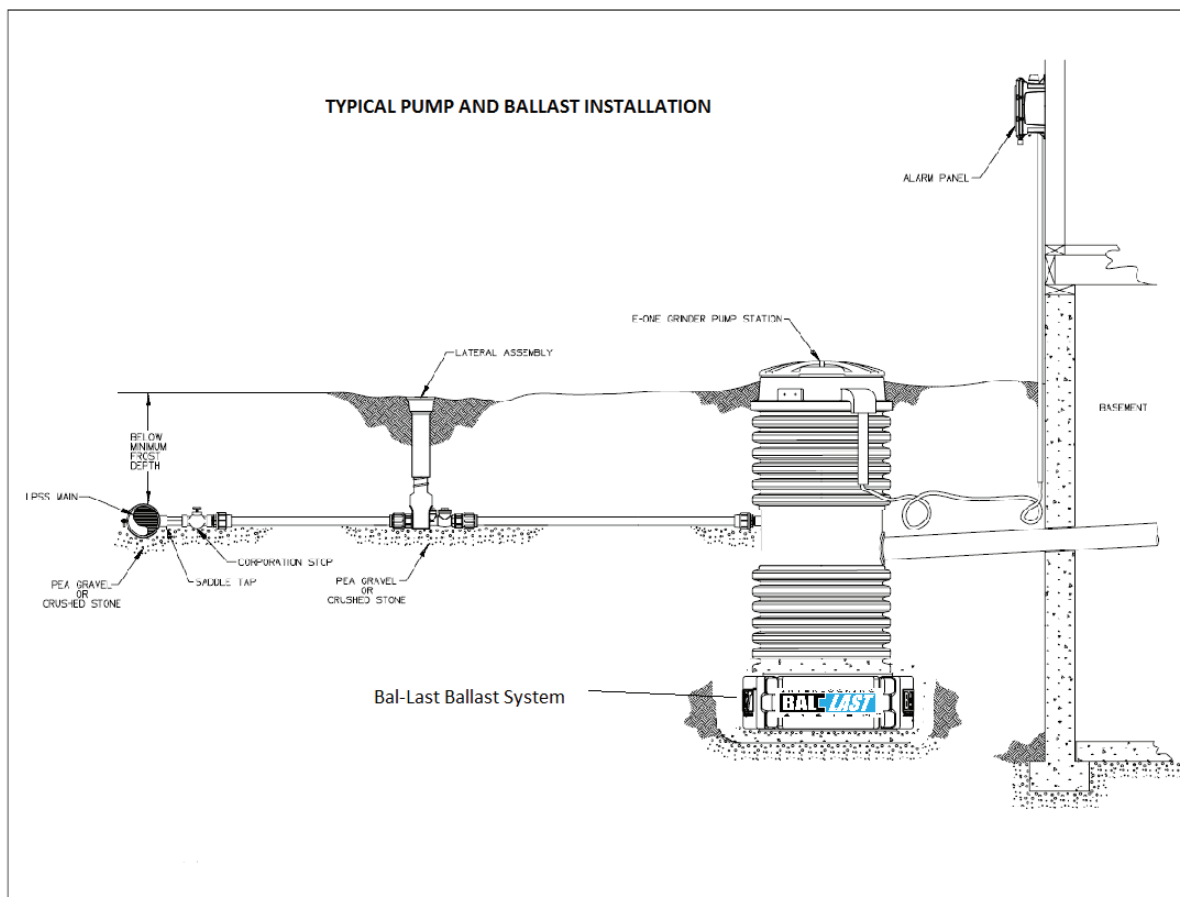 TYPICAL PUMP AND BALLAST INSTALLATION
ALARM PANEL
E-ONE GRINDER PUMP STATION
LATERAL ASSEMBLY
BASEMENT
BELOW
MINIMUM
FROST
DEPTH
LPSS MAIN
CORPORATION STOP
SADDLE TAP
PEA GRAVEL
OR
CRUSHED STONE
PEA GRAVEL
OR
CRUSHED STONE
Bal-Last Ballast System
BAL-LAST